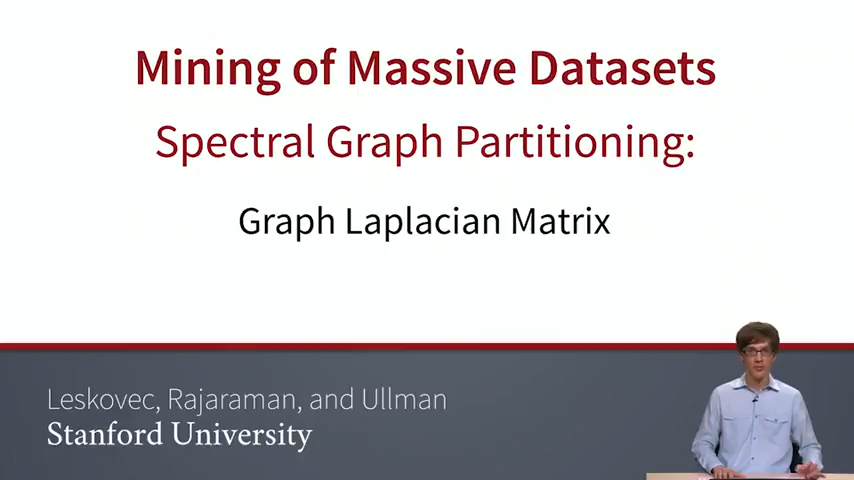 Mining of Massive Datasets
Spectral Graph Partitioning:
Graph Laplacian Matrix
Leskovec, Rajaraman, and Ullman
Stanford University